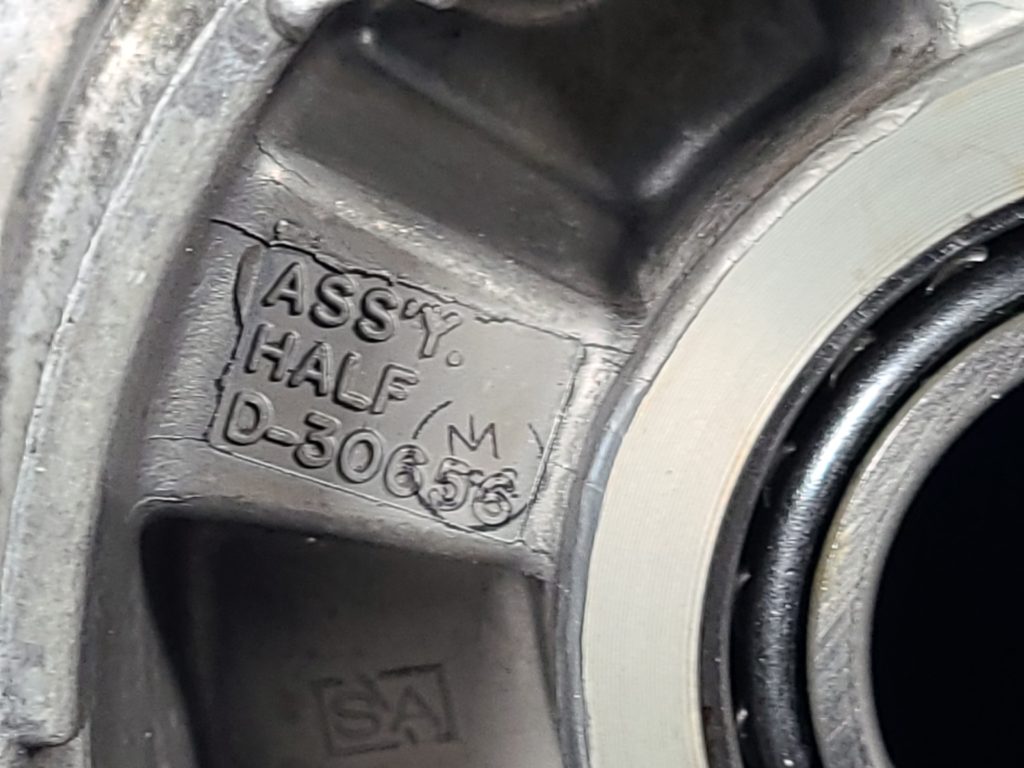 ASS'Y.
HALF
D-30656
M
SA